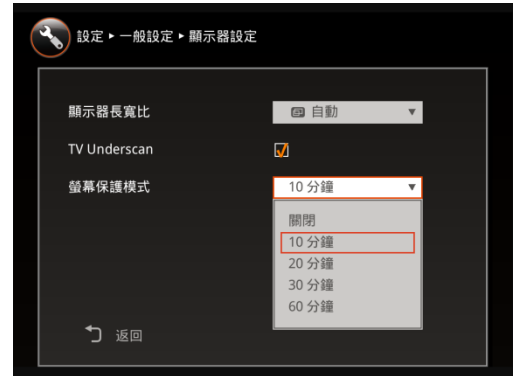 設定 ▸ 一般設定 ▸ 顯示器設定
顯示器長寬比 自動
TV Underscan
螢幕保護模式 10 分鐘
關閉
10 分鐘
20 分鐘
30 分鐘
60 分鐘
返回